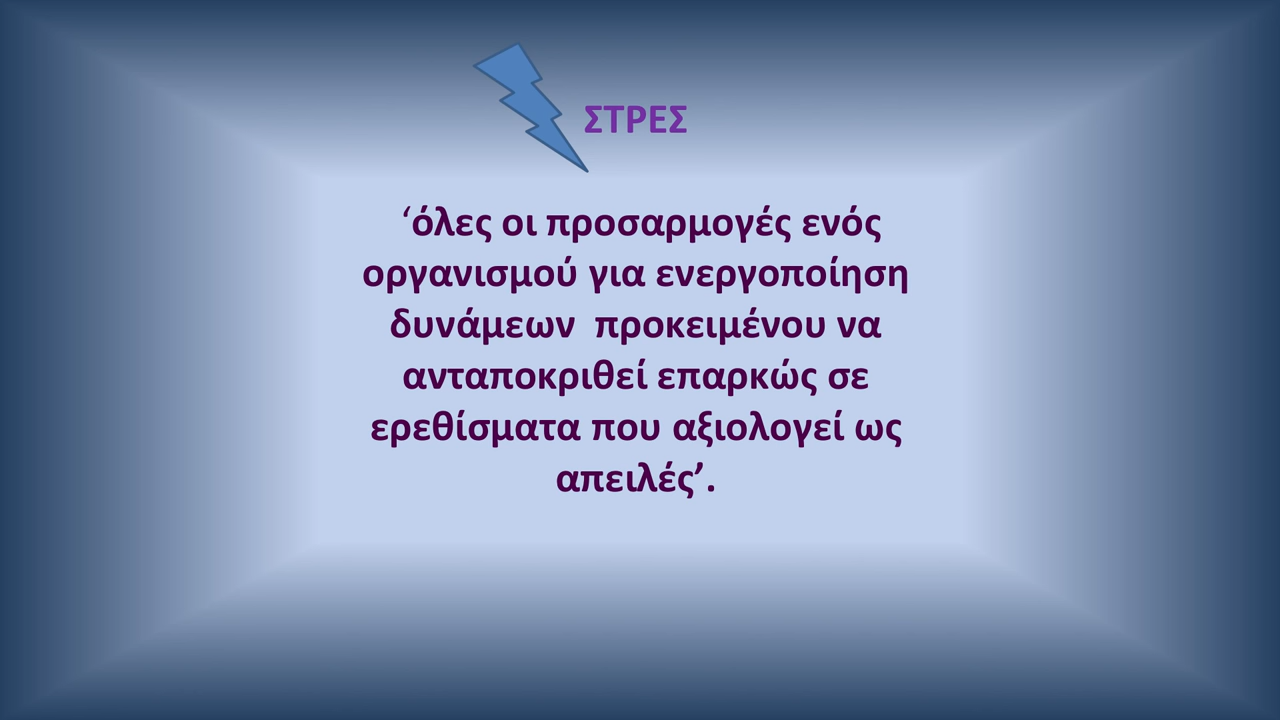 ΣΤΡΕΣ
‘όλες οι προσαρμογές ενός
οργανισμού για ενεργοποίηση
δυνάμεων  προκειμένου να
ανταποκριθεί επαρκώς σε
ερεθίσματα που αξιολογεί ως
απειλές’.